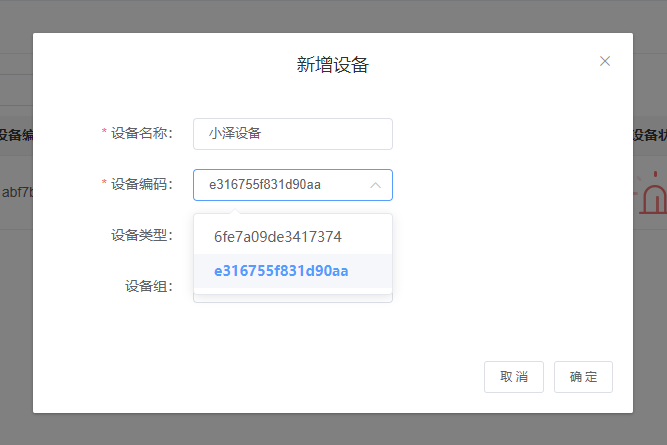 新增设备
设备编
设备状
* 设备名称： 小泽设备
* 设备编码： e316755f831d90aa
abf7b
设备类型：
6fe7a09de3417374
e316755f831d90aa
设备组：
取 消 确 定